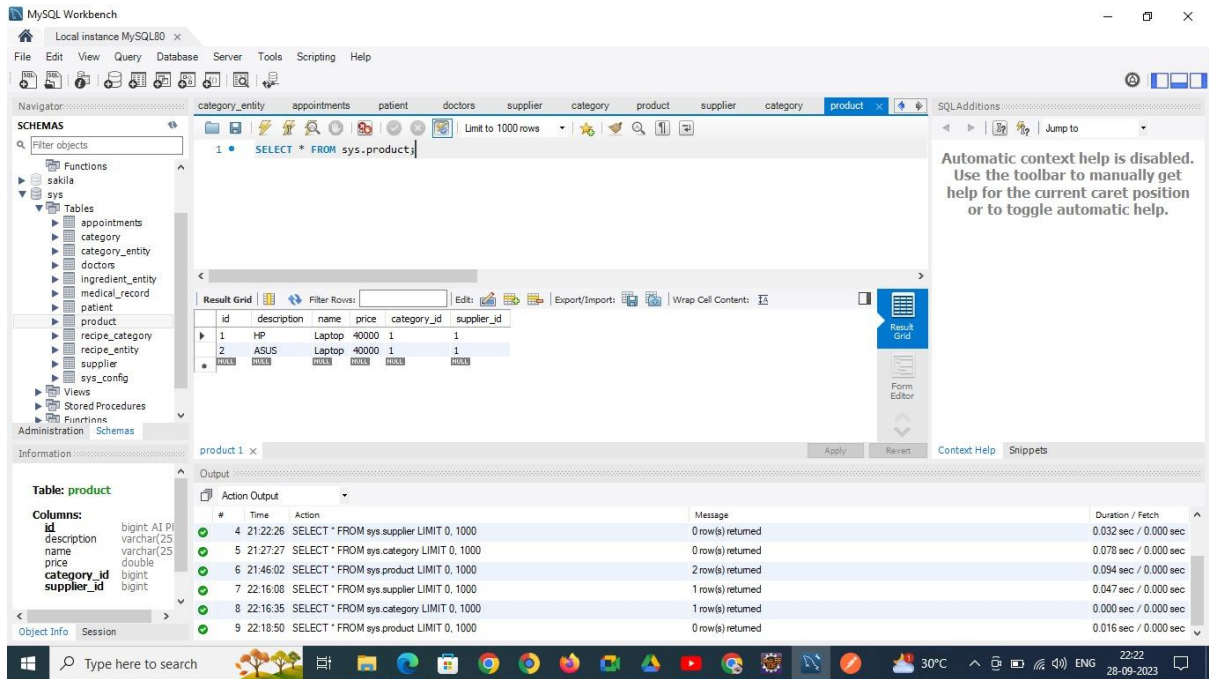 MySQL Workbench
Local instance MySQL80 ×
File Edit View Query Database Server Tools Scripting Help
Navigator
SCHEMAS
Filter objects
Functions
sakila
sys
Tables
appointments
category
category_entity
doctors
ingredient_entity
medical_record
patient
product
recipe_category
recipe_entity
supplier
sys_config
Views
Stored Procedures
Functions
Administration Schemas
Information
Table: product
Columns:
id bigint AI P
description varchar(25
name varchar(25
price double
category_id bigint
supplier_id bigint
Object Info Session
category_entity appointments patient doctors supplier category product supplier category product ×
Limit to 1000 rows
1 SELECT * FROM sys.product;
Result Grid Filter Rows: Edit: Export/Import: Wrap Cell Content:
id description name price category_id supplier_id
1 HP Laptop 40000 1 1
2 ASUS Laptop 40000 1 1
NULL NULL NULL NULL NULL NULL
Result Grid
Form Editor
product 1 × Apply Revert
Output
Action Output
# Time Action Message Duration / Fetch
4 21:22:26 SELECT * FROM sys.supplier LIMIT 0, 1000 0 row(s) returned 0.032 sec / 0.000 sec
5 21:27:27 SELECT * FROM sys.category LIMIT 0, 1000 0 row(s) returned 0.078 sec / 0.000 sec
6 21:46:02 SELECT * FROM sys.product LIMIT 0, 1000 2 row(s) returned 0.094 sec / 0.000 sec
7 22:16:08 SELECT * FROM sys.supplier LIMIT 0, 1000 1 row(s) returned 0.047 sec / 0.000 sec
8 22:16:35 SELECT * FROM sys.category LIMIT 0, 1000 1 row(s) returned 0.000 sec / 0.000 sec
9 22:18:50 SELECT * FROM sys.product LIMIT 0, 1000 0 row(s) returned 0.016 sec / 0.000 sec
SQLAdditions
Jump to
Automatic context help is disabled.
Use the toolbar to manually get
help for the current caret position
or to toggle automatic help.
Context Help Snippets
Type here to search
30°C ENG 22:22
28-09-2023